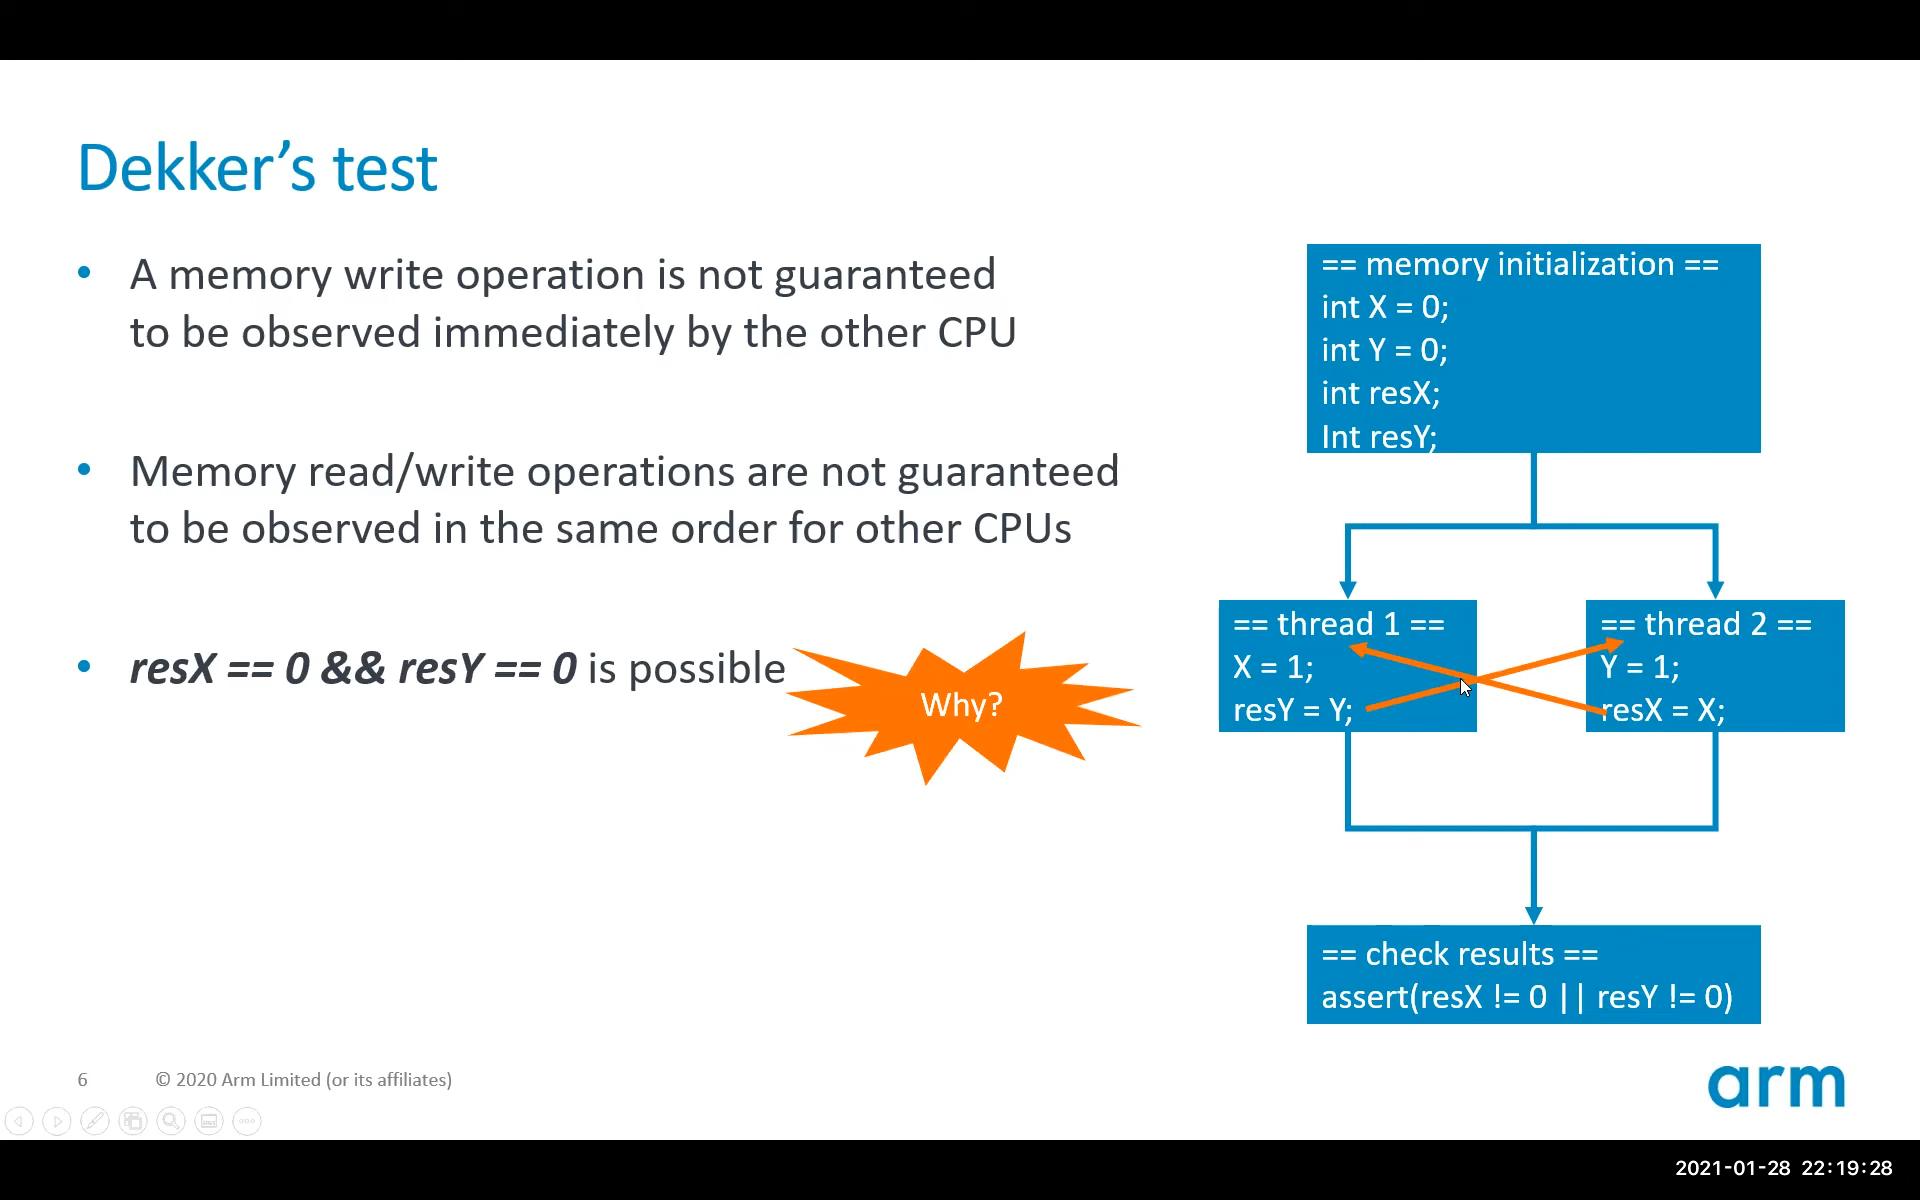 Dekker’s test
• A memory write operation is not guaranteed
to be observed immediately by the other CPU
• Memory read/write operations are not guaranteed
to be observed in the same order for other CPUs
• resX == 0 && resY == 0 is possible
Why?
== memory initialization ==
int X = 0;
int Y = 0;
int resX;
Int resY;
== thread 1 ==
X = 1;
resY = Y;
== thread 2 ==
Y = 1;
resX = X;
== check results ==
assert(resX != 0 || resY != 0)
6 © 2020 Arm Limited (or its affiliates)
arm
2021-01-28 22:19:28